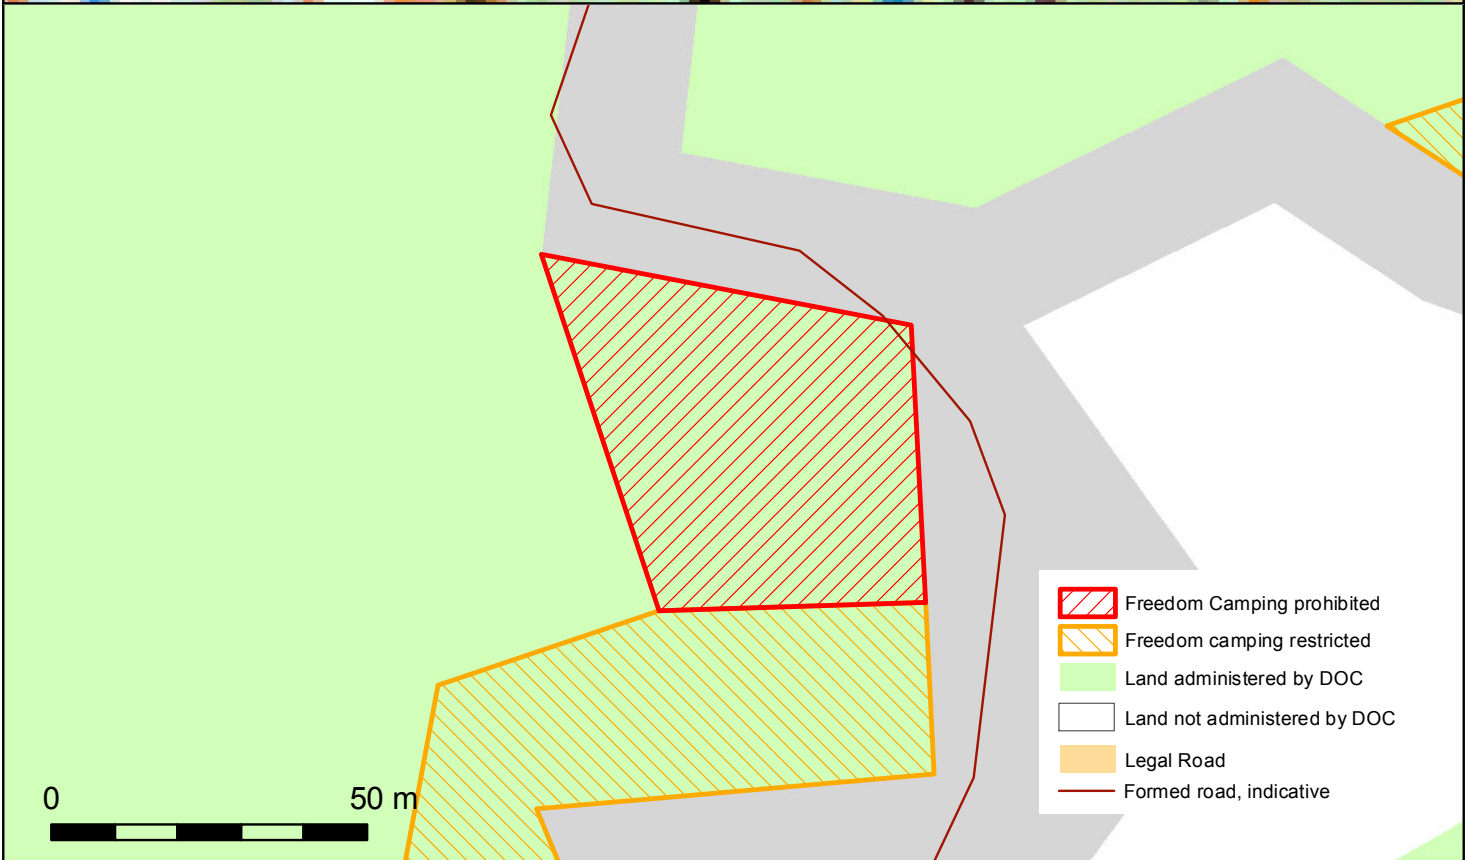 Freedom Camping prohibited
Freedom camping restricted
Land administered by DOC
Land not administered by DOC
Legal Road
Formed road, indicative
0 50 m